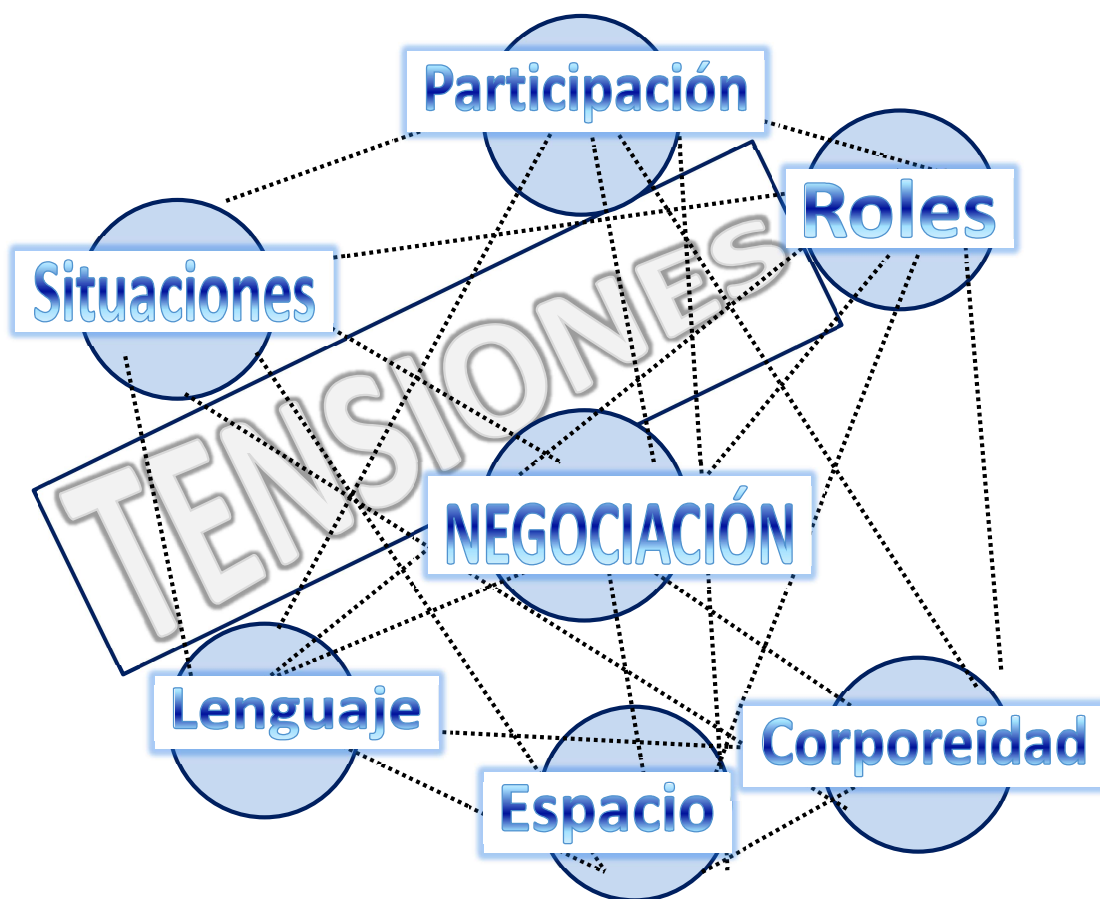 Participación
Roles
Situaciones
TENSIONES
NEGOCIACIÓN
Lenguaje
Corporeidad
Espacio